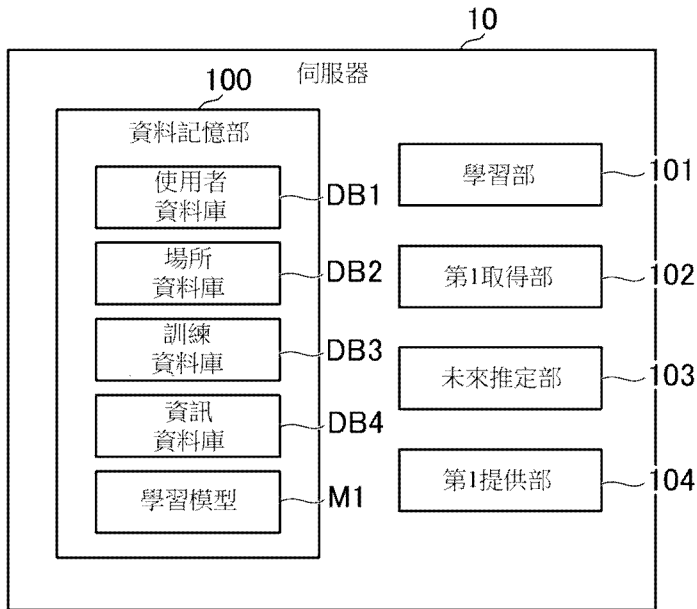 10
伺服器
100
資料記憶部
使用者
資料庫
DB1
場所
資料庫
DB2
訓練
資料庫
DB3
資訊
資料庫
DB4
學習模型
M1
學習部
101
第1取得部
102
未來推定部
103
第1提供部
104